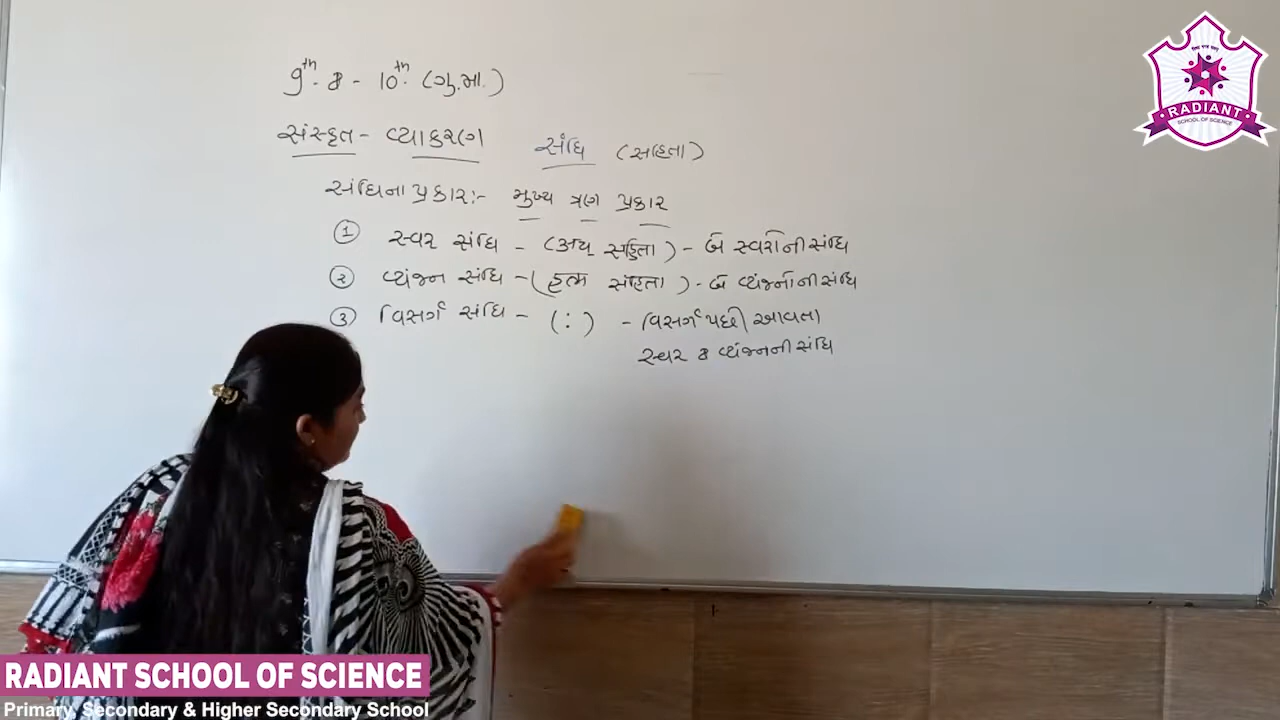 9th & 10th (ગુ.મા.)
સંસ્કૃત - વ્યાકરણ સંધિ (સંહિતા)
સંધિના પ્રકાર:- મુખ્ય ત્રણ પ્રકાર
① સ્વર સંધિ - (અચ્ સંહિતા) - બે સ્વરોની સંધિ
② વ્યંજન સંધિ - (હલ્ સંહિતા) - બે વ્યંજનોની સંધિ
③ વિસર્ગ સંધિ - (:) - વિસર્ગ પછી આવતા
સ્વર કે વ્યંજનની સંધિ
RADIANT
SCHOOL OF SCIENCE
RADIANT SCHOOL OF SCIENCE
Primary, Secondary & Higher Secondary School